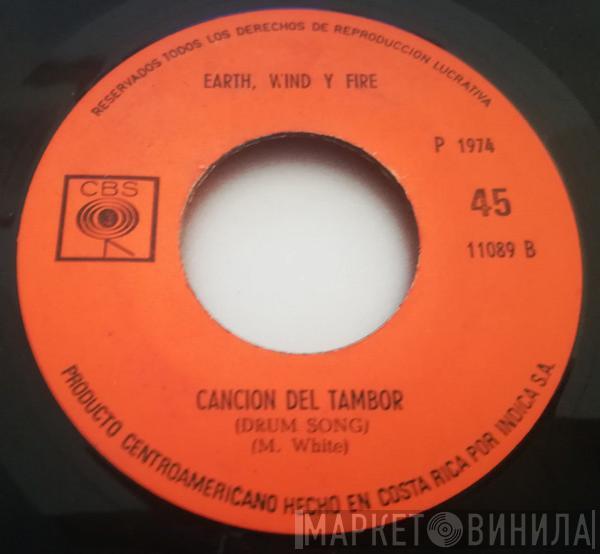 RESERVADOS TODOS LOS DERECHOS DE REPRODUCCION LUCRATIVA
EARTH, WIND Y FIRE
P 1974
CBS
45
11089 B
CANCION DEL TAMBOR
(DRUM SONG)
(M. White)
PRODUCTO CENTROAMERICANO HECHO EN COSTA RICA POR INDICA S.A.
МАРКЕТ ВИНИЛА